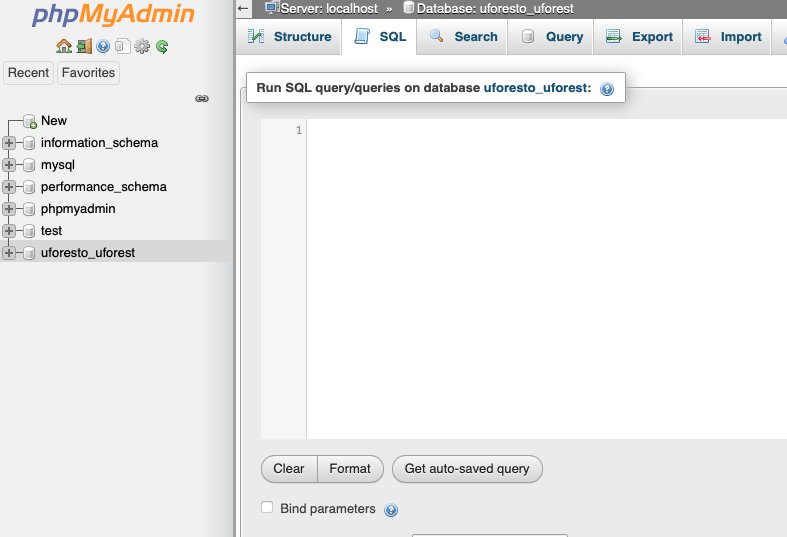 phpMyAdmin
Recent Favorites
New
information_schema
mysql
performance_schema
phpmyadmin
test
uforesto_uforest
Server: localhost » Database: uforesto_uforest
Structure SQL Search Query Export Import
Run SQL query/queries on database uforesto_uforest:
1
Clear Format Get auto-saved query
Bind parameters